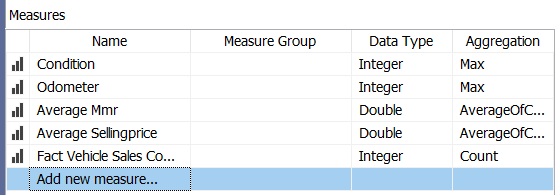 Measures
Name Measure Group Data Type Aggregation
Condition Integer Max
Odometer Integer Max
Average Mmr Double AverageOfC...
Average Sellingprice Double AverageOfC...
Fact Vehicle Sales Co... Integer Count
Add new measure...